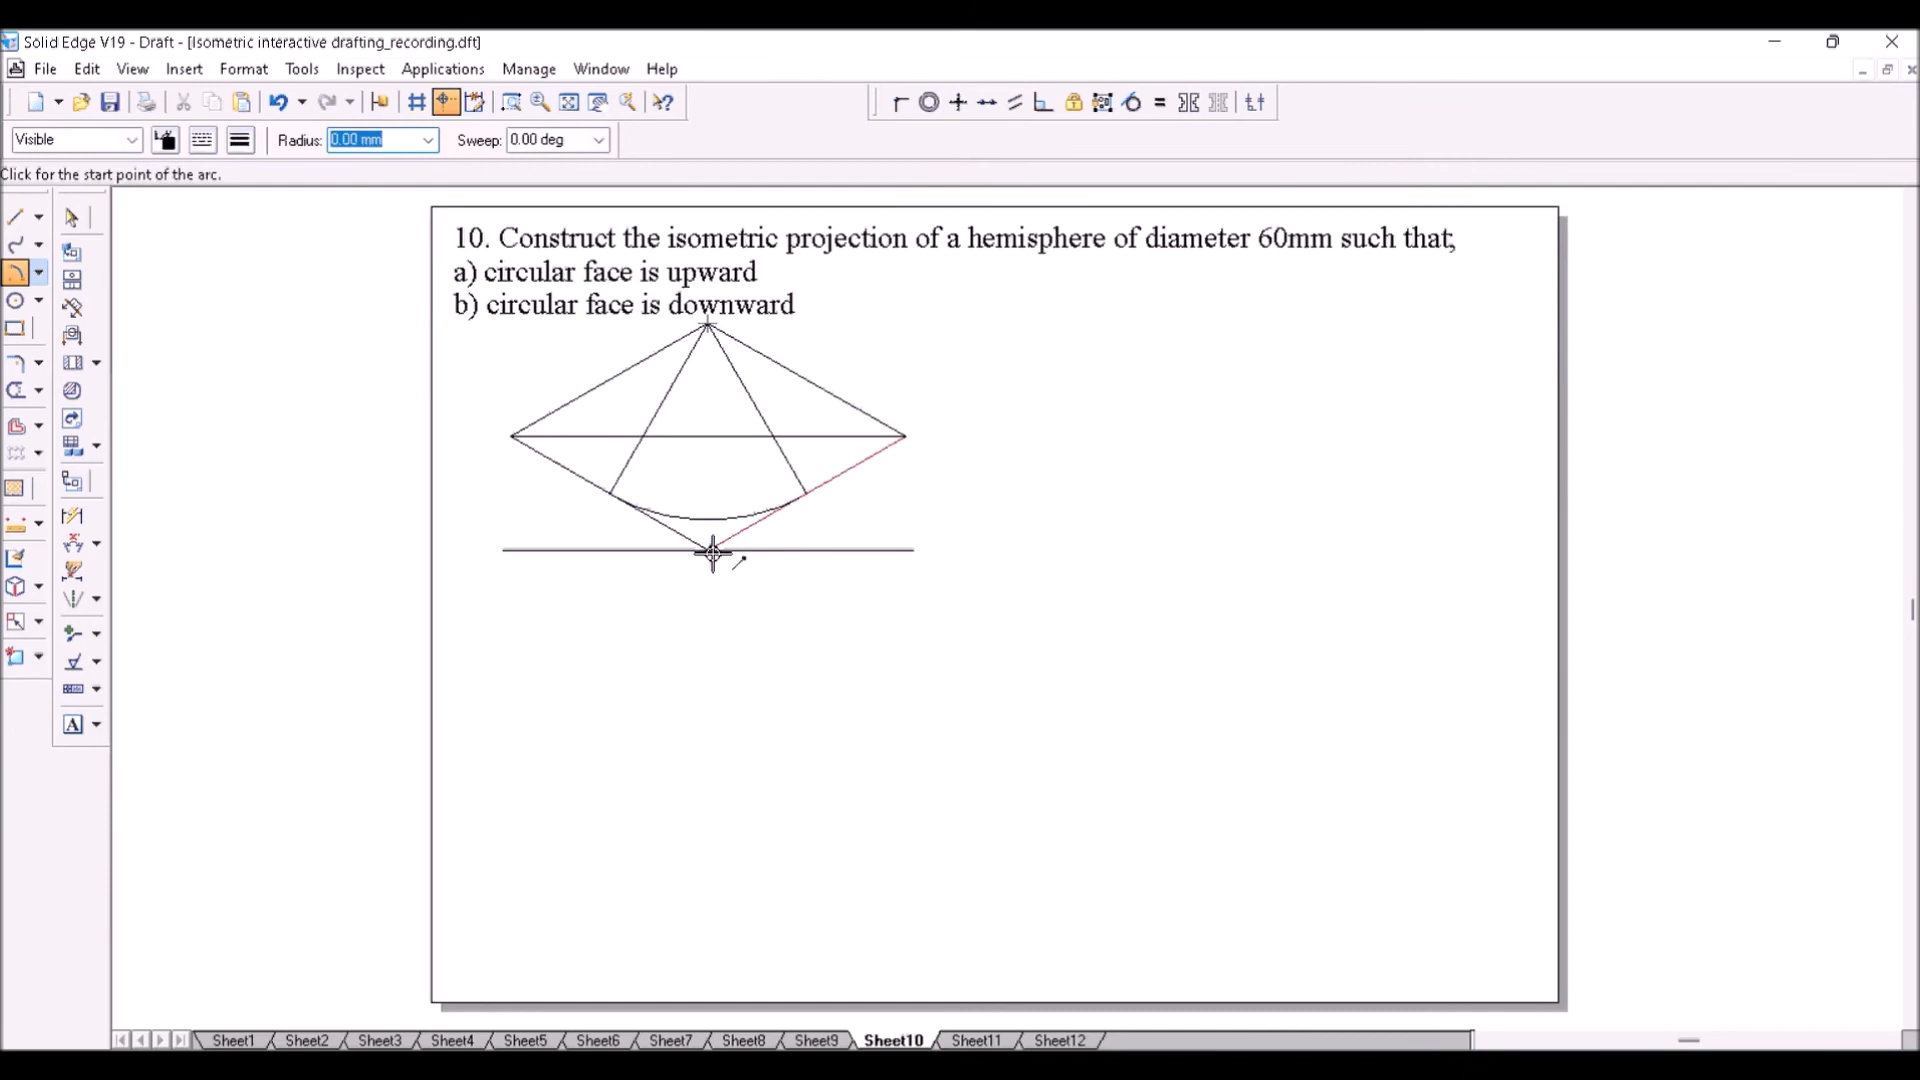 Solid Edge V19 - Draft - [Isometric interactive drafting_recording.dft]
File Edit View Insert Format Tools Inspect Applications Manage Window Help
Visible Radius: 0.00 mm Sweep: 0.00 deg
Click for the start point of the arc.
10. Construct the isometric projection of a hemisphere of diameter 60mm such that;
a) circular face is upward
b) circular face is downward
A
Sheet1 Sheet2 Sheet3 Sheet4 Sheet5 Sheet6 Sheet7 Sheet8 Sheet9 Sheet10 Sheet11 Sheet12